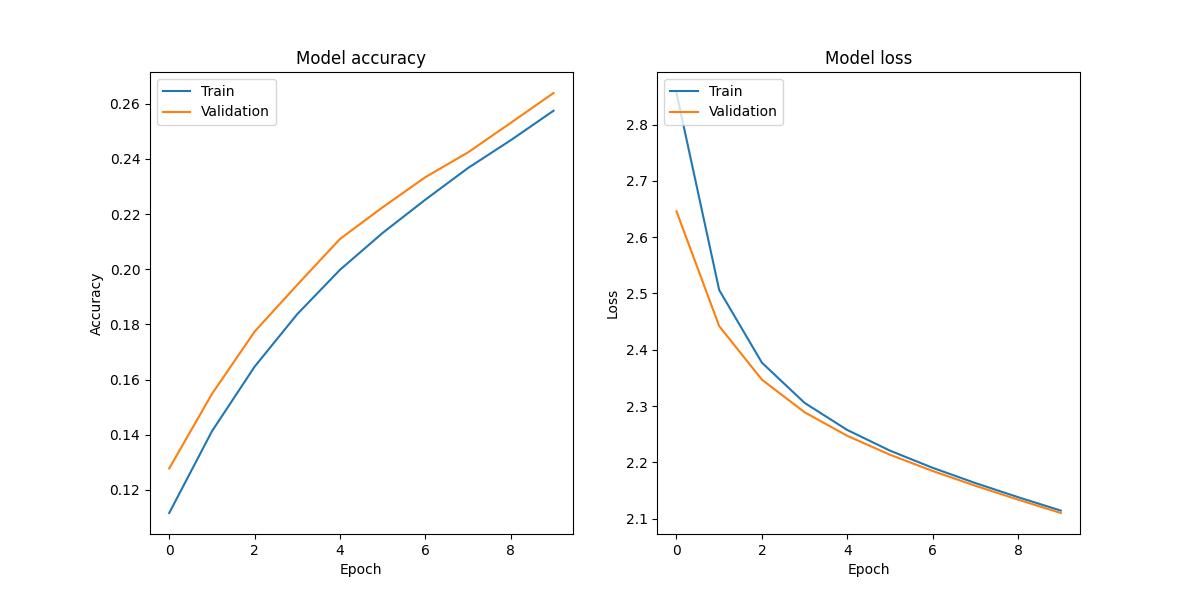 Model accuracy
Train
Validation
0.26
0.24
0.22
0.20
0.18
0.16
0.14
0.12
Accuracy
0 2 4 6 8
Epoch
Model loss
Train
Validation
2.8
2.7
2.6
2.5
2.4
2.3
2.2
2.1
Loss
0 2 4 6 8
Epoch